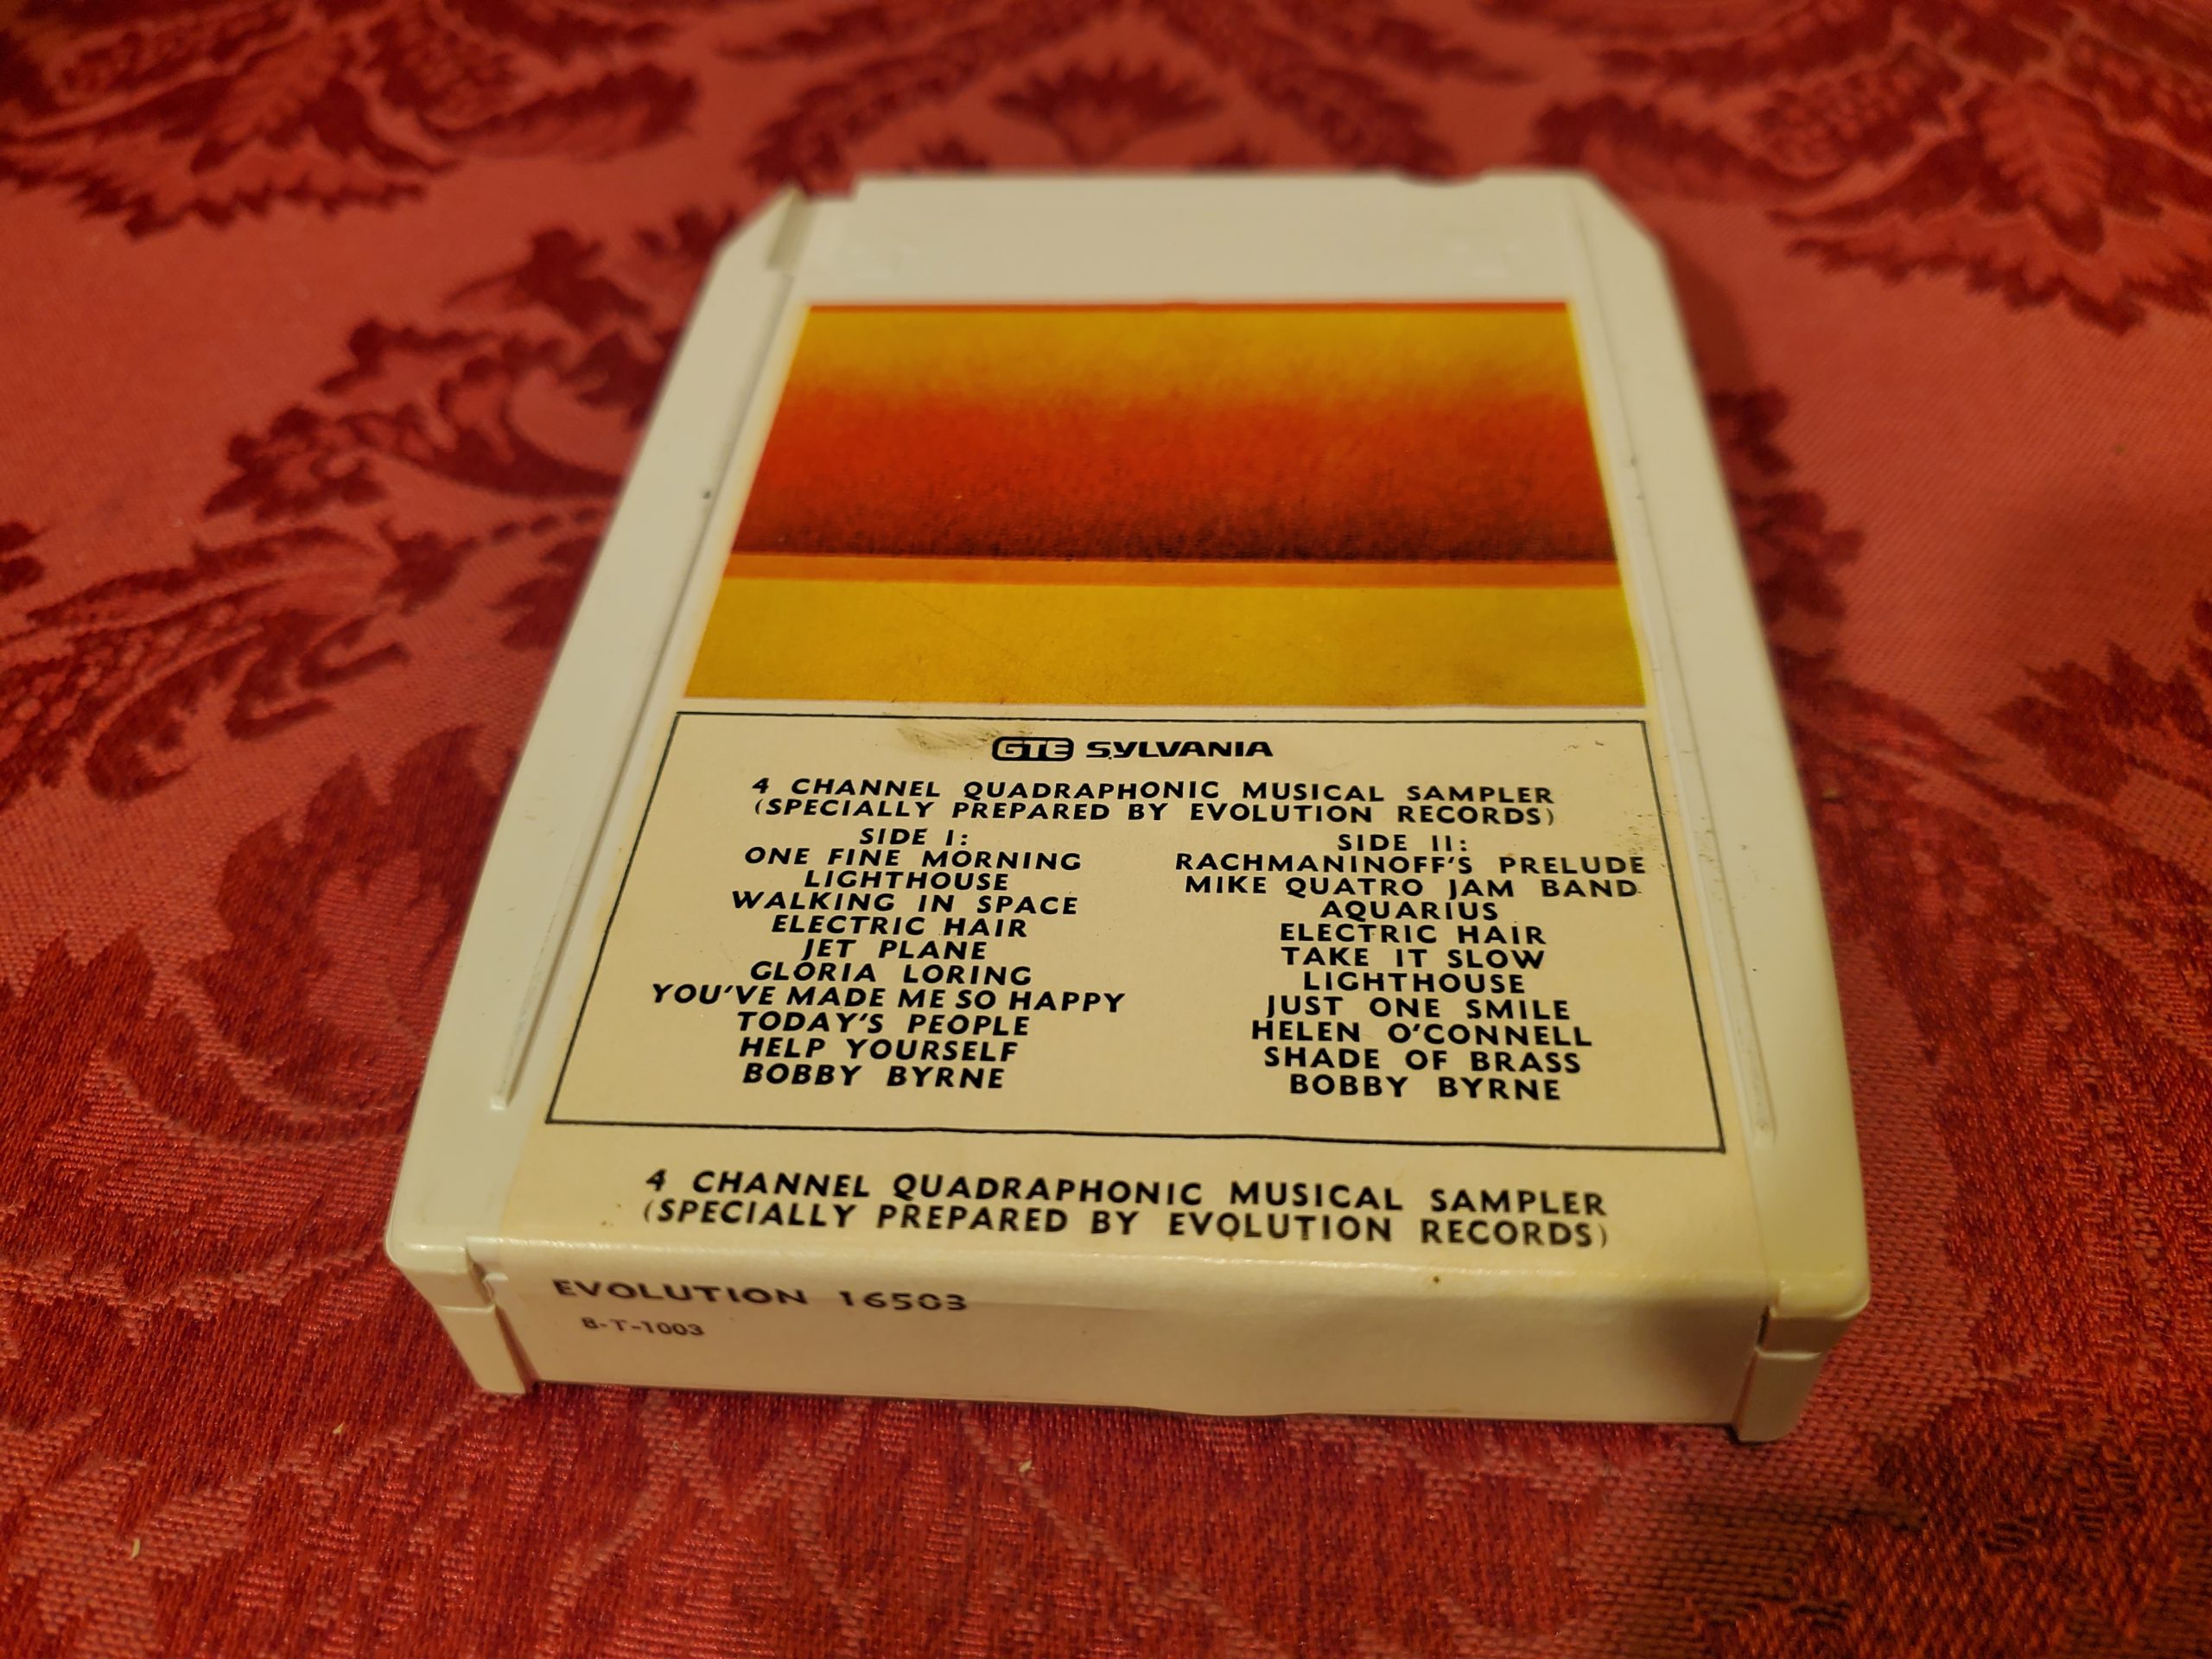 GTE SYLVANIA
4 CHANNEL QUADRAPHONIC MUSICAL SAMPLER
(SPECIALLY PREPARED BY EVOLUTION RECORDS)
SIDE I:
ONE FINE MORNING
LIGHTHOUSE
WALKING IN SPACE
ELECTRIC HAIR
JET PLANE
GLORIA LORING
YOU'VE MADE ME SO HAPPY
TODAY'S PEOPLE
HELP YOURSELF
BOBBY BYRNE
SIDE II:
RACHMANINOFF'S PRELUDE
MIKE QUATRO JAM BAND
AQUARIUS
ELECTRIC HAIR
TAKE IT SLOW
LIGHTHOUSE
JUST ONE SMILE
HELEN O'CONNELL
SHADE OF BRASS
BOBBY BYRNE
4 CHANNEL QUADRAPHONIC MUSICAL SAMPLER
(SPECIALLY PREPARED BY EVOLUTION RECORDS)
EVOLUTION 16503
8-T-1003